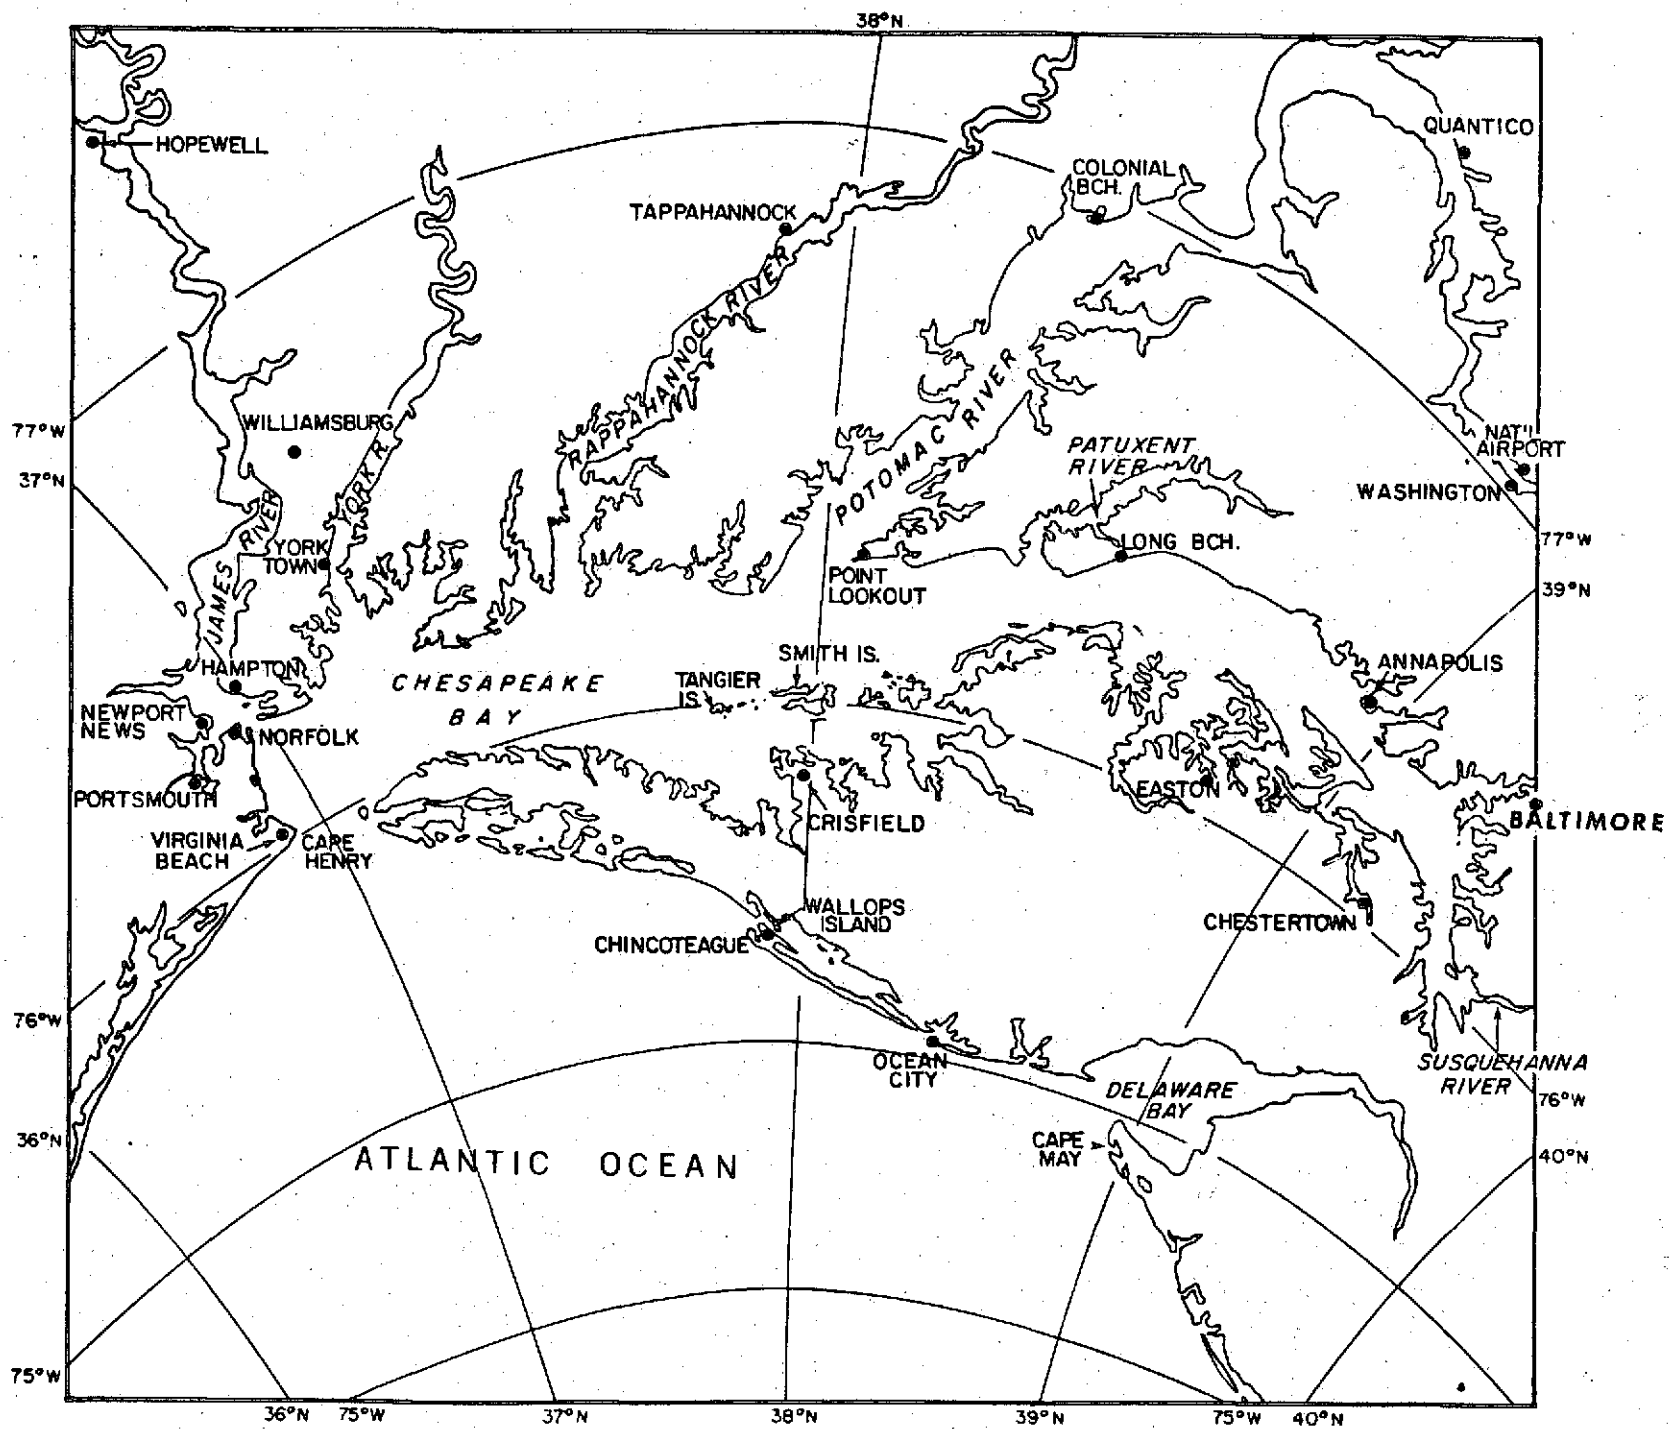 38°N
QUANTICO
HOPEWELL
COLONIAL
BCH.
TAPPAHANNOCK
RAPPAHANNOCK RIVER
POTOMAC RIVER
77°W
WILLIAMSBURG
YORK R.
PATUXENT
RIVER
NAT'L
AIRPORT
37°N
WASHINGTON
JAMES RIVER
YORK
TOWN
LONG BCH.
77°W
POINT
LOOKOUT
39°N
HAMPTON
CHESAPEAKE
BAY
TANGIER
IS.
SMITH IS.
ANNAPOLIS
NEWPORT
NEWS
NORFOLK
PORTSMOUTH
EASTON
CRISFIELD
BALTIMORE
VIRGINIA
BEACH
CAPE
HENRY
WALLOPS
ISLAND
CHESTERTOWN
CHINCOTEAGUE
76°W
OCEAN
CITY
SUSQUEHANNA
RIVER
DELAWARE
BAY
76°W
36°N
ATLANTIC OCEAN
CAPE
MAY
40°N
75°W
36°N 75°W 37°N 38°N 39°N 75°W 40°N